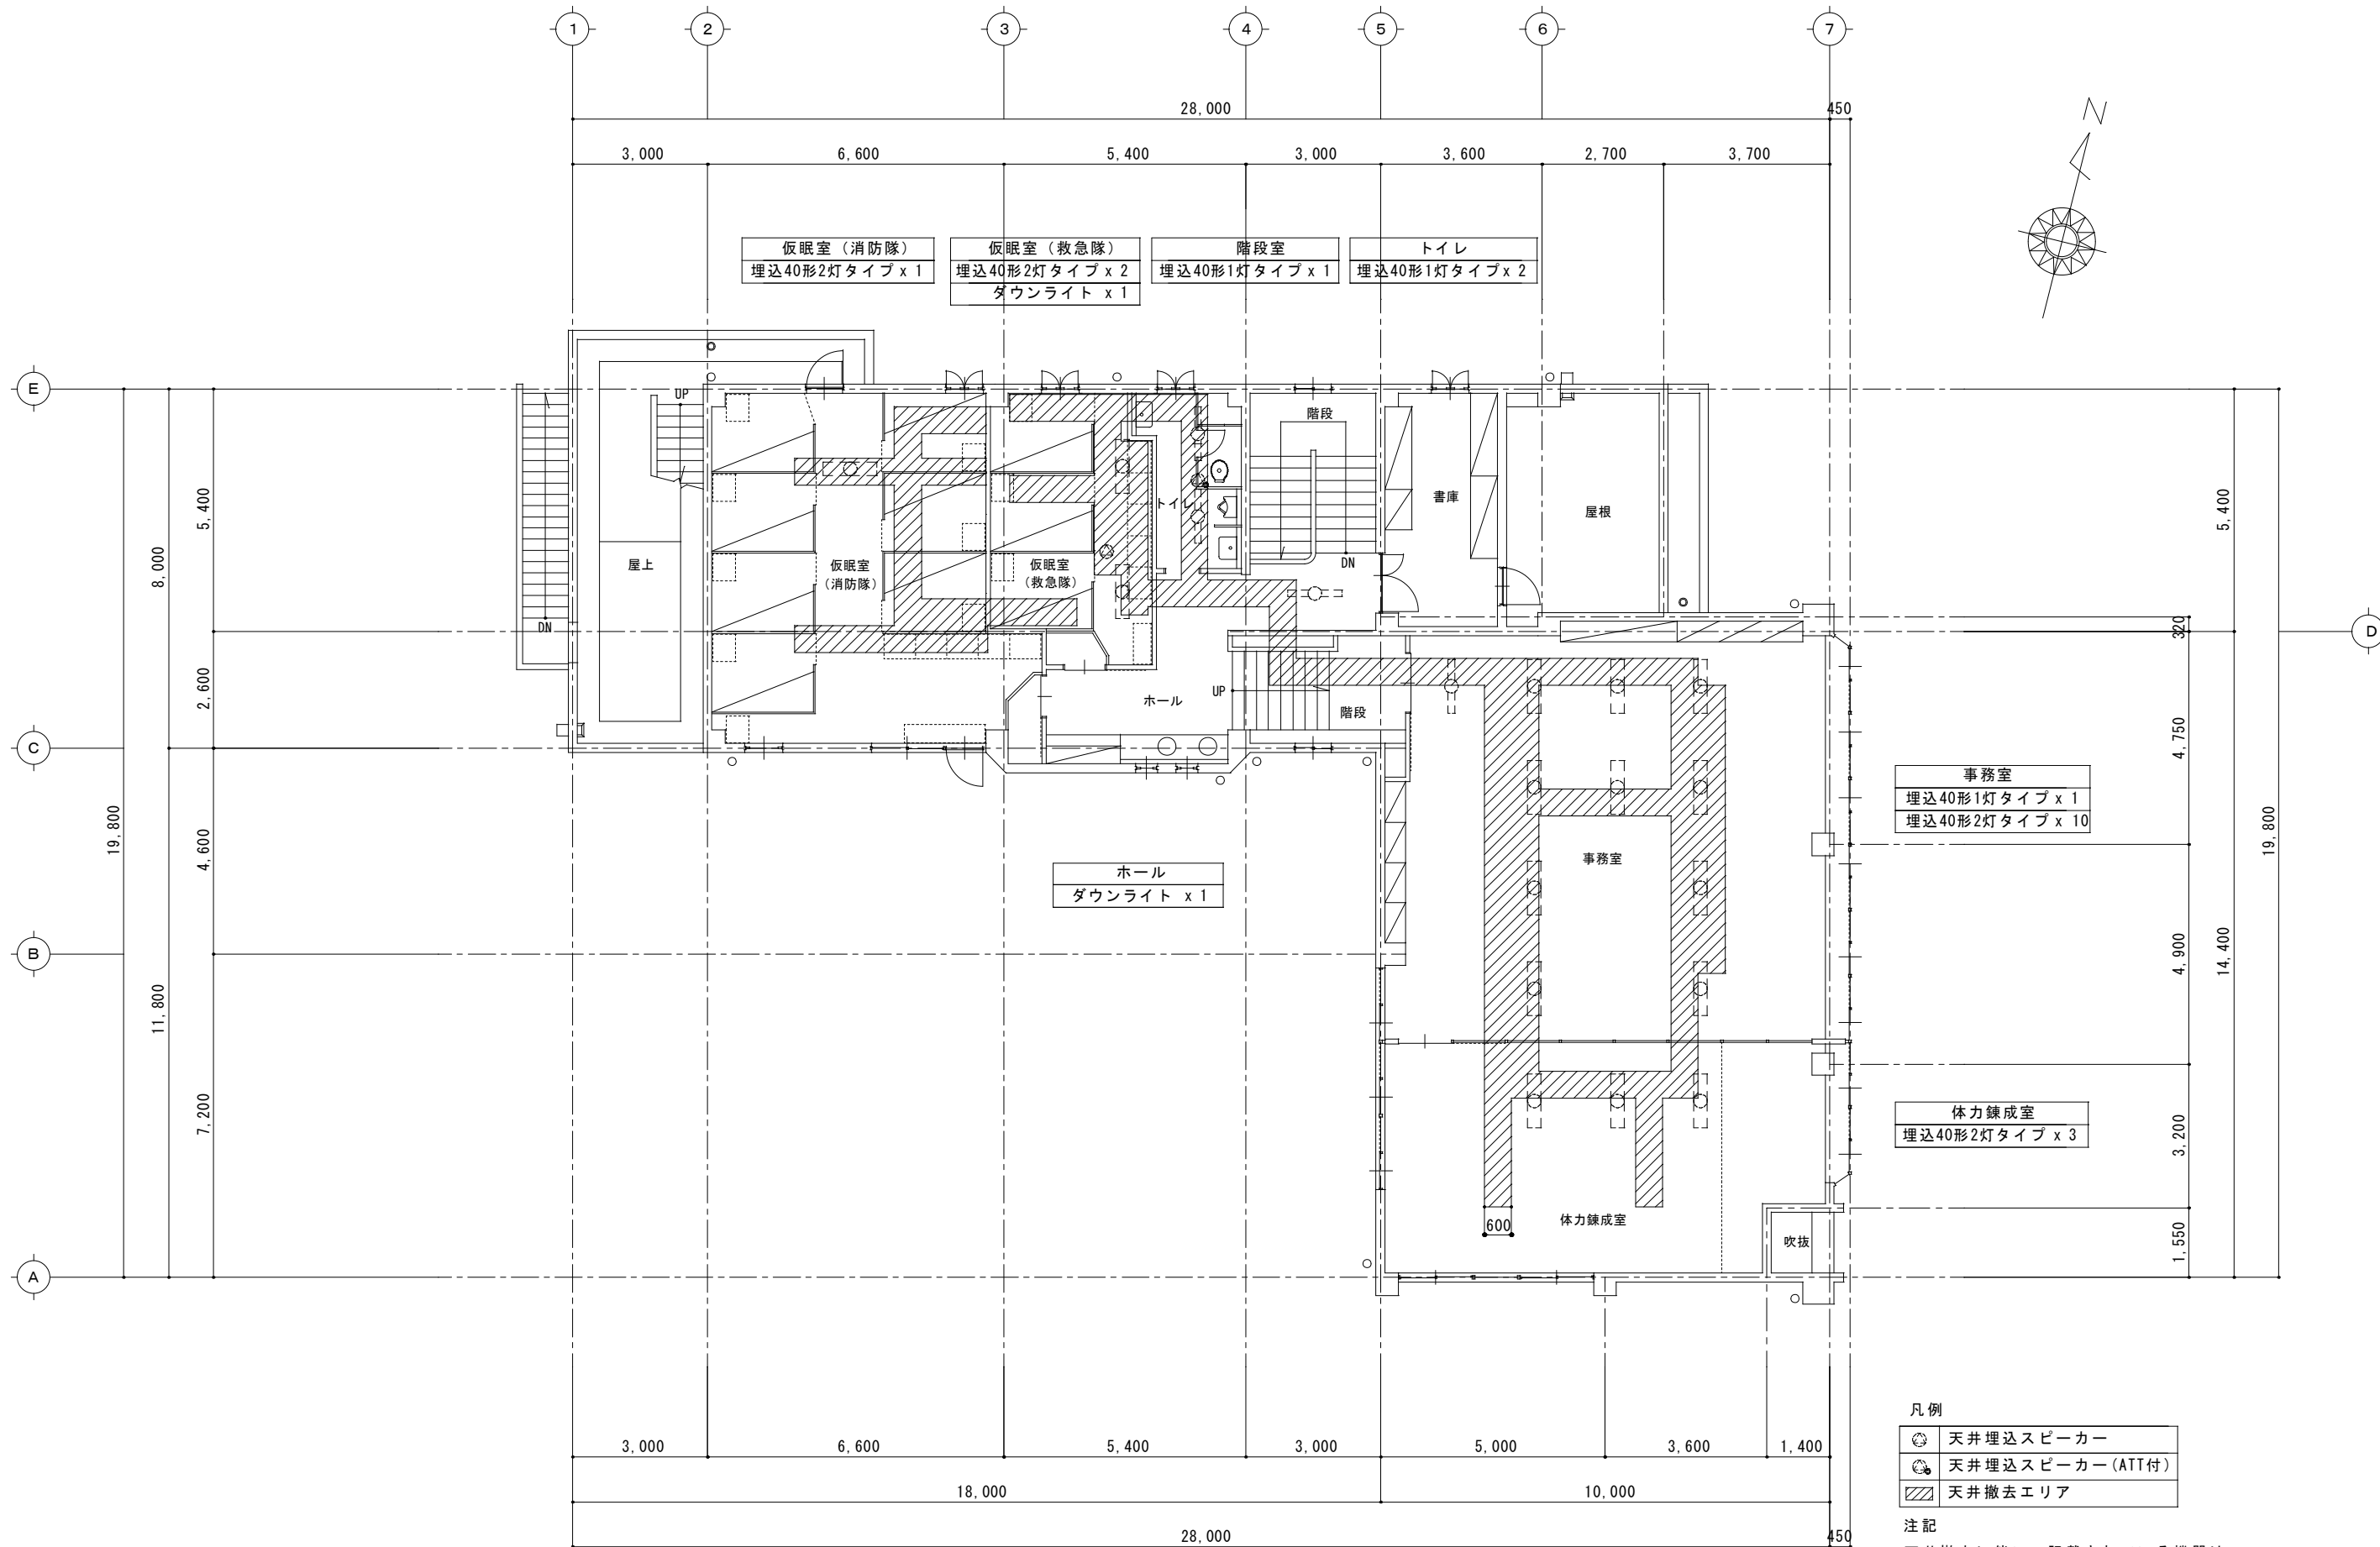 1 2 3 4 5 6 7
28,000 450
3,000 6,600 5,400 3,000 3,600 2,700 3,700
N
仮眠室（消防隊）
埋込40形2灯タイプ x 1
仮眠室（救急隊）
埋込40形2灯タイプ x 2
ダウンライト x 1
階段室
埋込40形1灯タイプ x 1
トイレ
埋込40形1灯タイプ x 2
E
D
C
B
A
19,800
8,000
11,800
5,400
2,600
4,600
7,200
UP
DN
屋上
仮眠室
（消防隊）
仮眠室
（救急隊）
トイレ
階段
DN
書庫
屋根
ホール
UP
階段
事務室
体力錬成室
600
吹抜
ホール
ダウンライト x 1
事務室
埋込40形1灯タイプ x 1
埋込40形2灯タイプ x 10
体力錬成室
埋込40形2灯タイプ x 3
320
4,750
4,900
3,200
1,550
5,400
14,400
19,800
3,000 6,600 5,400 3,000 5,000 3,600 1,400
18,000 10,000
28,000 450
凡例
天井埋込スピーカー
天井埋込スピーカー(ATT付)
天井撤去エリア
注記